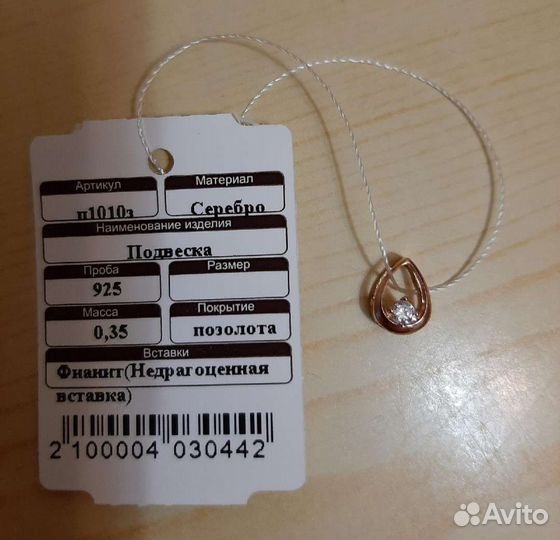 Артикул
Материал
п1010з
Серебро
Наименование изделия
Подвеска
Проба
Размер
925
Масса
Покрытие
0,35
позолота
Вставки
Фианит(Недрагоценная
вставка)
2 100004 030442
Avito